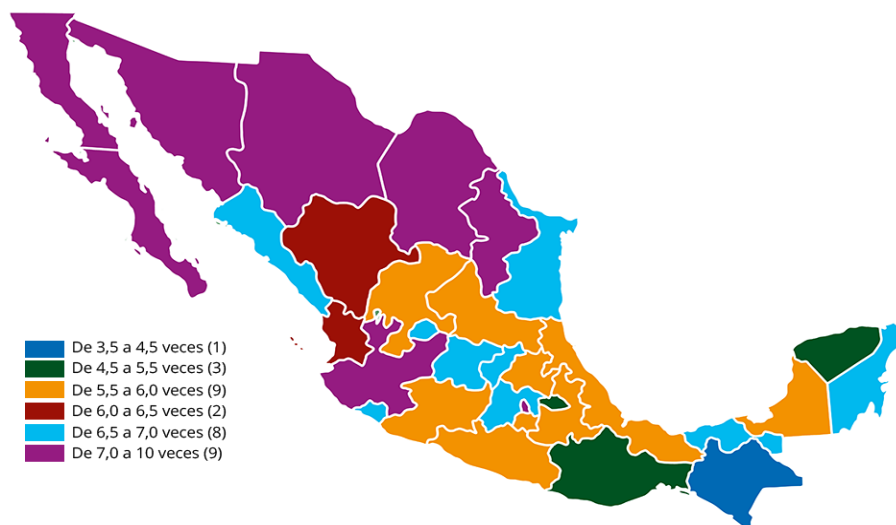 De 3,5 a 4,5 veces (1)
De 4,5 a 5,5 veces (3)
De 5,5 a 6,0 veces (9)
De 6,0 a 6,5 veces (2)
De 6,5 a 7,0 veces (8)
De 7,0 a 10 veces (9)